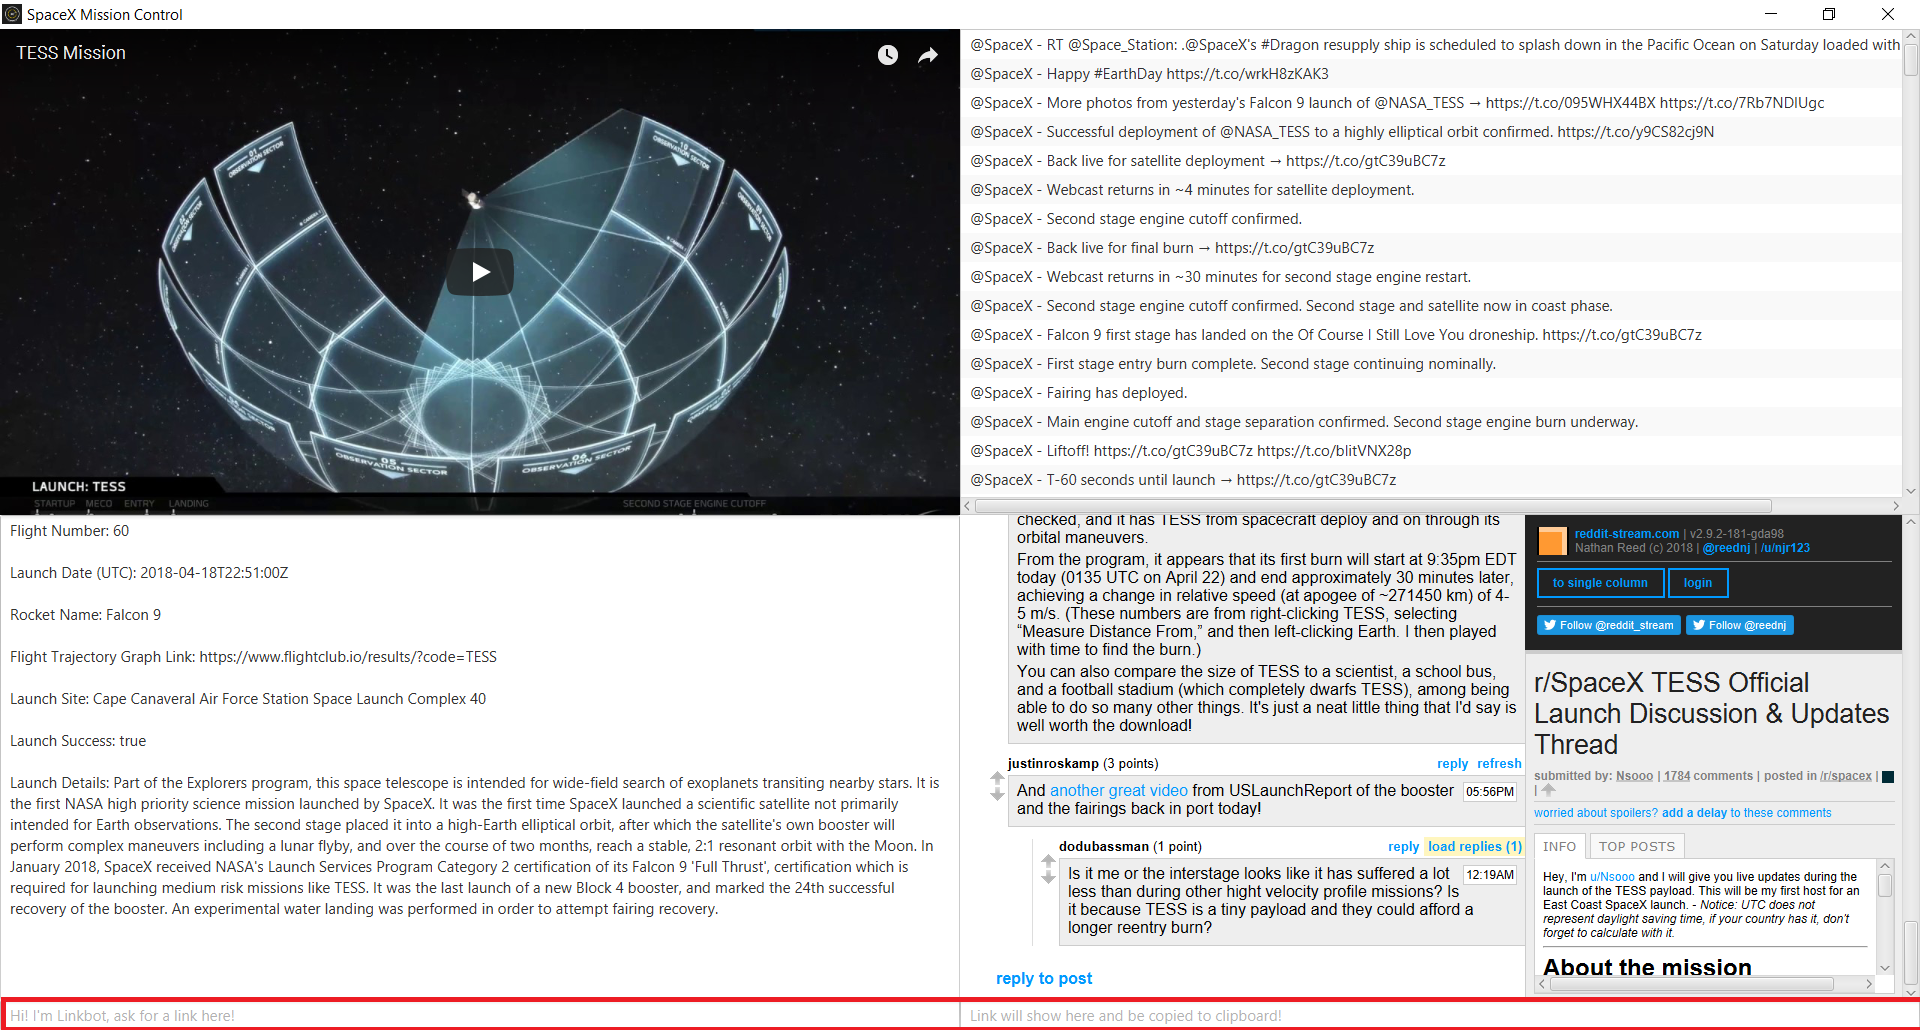 SpaceX Mission Control
TESS Mission
01
OBSERVATION SECTOR
10
OBSERVATION SECTOR
05
OBSERVATION SECTOR
06
OBSERVATION SECTOR
LAUNCH: TESS
STARTUP MECO ENTRY LANDING
SECOND STAGE ENGINE CUTOFF
@SpaceX - RT @Space_Station: .@SpaceX's #Dragon resupply ship is scheduled to splash down in the Pacific Ocean on Saturday loaded with
@SpaceX - Happy #EarthDay https://t.co/wrkH8zKAK3
@SpaceX - More photos from yesterday's Falcon 9 launch of @NASA_TESS → https://t.co/095WHX44BX https://t.co/7Rb7NDlUgc
@SpaceX - Successful deployment of @NASA_TESS to a highly elliptical orbit confirmed. https://t.co/y9CS82cj9N
@SpaceX - Back live for satellite deployment → https://t.co/gtC39uBC7z
@SpaceX - Webcast returns in ~4 minutes for satellite deployment.
@SpaceX - Second stage engine cutoff confirmed.
@SpaceX - Back live for final burn → https://t.co/gtC39uBC7z
@SpaceX - Webcast returns in ~30 minutes for second stage engine restart.
@SpaceX - Second stage engine cutoff confirmed. Second stage and satellite now in coast phase.
@SpaceX - Falcon 9 first stage has landed on the Of Course I Still Love You droneship. https://t.co/gtC39uBC7z
@SpaceX - First stage entry burn complete. Second stage continuing nominally.
@SpaceX - Fairing has deployed.
@SpaceX - Main engine cutoff and stage separation confirmed. Second stage engine burn underway.
@SpaceX - Liftoff! https://t.co/gtC39uBC7z https://t.co/blitVNX28p
@SpaceX - T-60 seconds until launch → https://t.co/gtC39uBC7z
Flight Number: 60
Launch Date (UTC): 2018-04-18T22:51:00Z
Rocket Name: Falcon 9
Flight Trajectory Graph Link: https://www.flightclub.io/results/?code=TESS
Launch Site: Cape Canaveral Air Force Station Space Launch Complex 40
Launch Success: true
Launch Details: Part of the Explorers program, this space telescope is intended for wide-field search of exoplanets transiting nearby stars. It is
the first NASA high priority science mission launched by SpaceX. It was the first time SpaceX launched a scientific satellite not primarily
intended for Earth observations. The second stage placed it into a high-Earth elliptical orbit, after which the satellite's own booster will
perform complex maneuvers including a lunar flyby, and over the course of two months, reach a stable, 2:1 resonant orbit with the Moon. In
January 2018, SpaceX received NASA's Launch Services Program Category 2 certification of its Falcon 9 'Full Thrust', certification which is
required for launching medium risk missions like TESS. It was the last launch of a new Block 4 booster, and marked the 24th successful
recovery of the booster. An experimental water landing was performed in order to attempt fairing recovery.
checked, and it has TESS from spacecraft deploy and on through its
orbital maneuvers.
From the program, it appears that its first burn will start at 9:35pm EDT
today (0135 UTC on April 22) and end approximately 30 minutes later,
achieving a change in relative speed (at apogee of ~271450 km) of 4-
5 m/s. (These numbers are from right-clicking TESS, selecting
“Measure Distance From,” and then left-clicking Earth. I then played
with time to find the burn.)
You can also compare the size of TESS to a scientist, a school bus,
and a football stadium (which completely dwarfs TESS), among being
able to do so many other things. It's just a neat little thing that I'd say is
well worth the download!
justinroskamp (3 points) reply refresh
And another great video from USLaunchReport of the booster 05:56PM
and the fairings back in port today!
dodubassman (1 point) reply load replies (1)
Is it me or the interstage looks like it has suffered a lot 12:19AM
less than during other hight velocity profile missions? Is
it because TESS is a tiny payload and they could afford a
longer reentry burn?
reply to post
reddit-stream.com | v2.9.2-181-gda98
Nathan Reed (c) 2018 | @reednj | /u/njr123
to single column login
Follow @reddit_stream Follow @reednj
r/SpaceX TESS Official
Launch Discussion & Updates
Thread
submitted by: Nsooo | 1784 comments | posted in /r/spacex |
|
worried about spoilers? add a delay to these comments
INFO TOP POSTS
Hey, I'm u/Nsooo and I will give you live updates during the
launch of the TESS payload. This will be my first host for an
East Coast SpaceX launch. - Notice: UTC does not
represent daylight saving time, if your country has it, don't
forget to calculate with it.
About the mission
Hi! I'm Linkbot, ask for a link here!
Link will show here and be copied to clipboard!